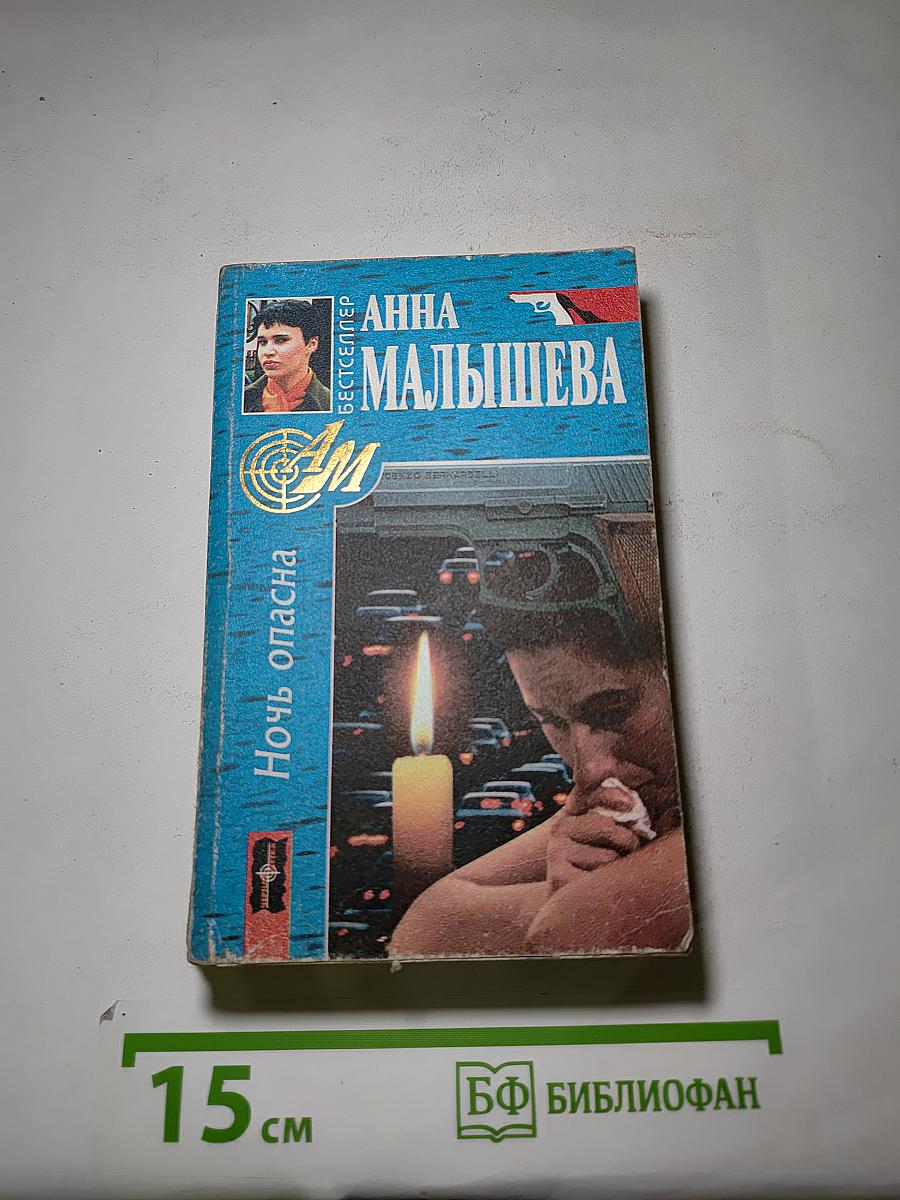 АННА
МАЛЫШЕВА
БЕСТСЕЛЛЕР
АМ
Ночь опасна
15 см
БФ БИБЛИОФАН